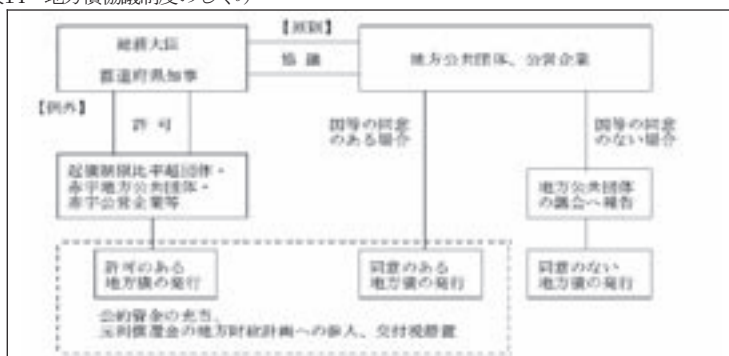 地方債協議制度のしくみ
【原則】
総務大臣
都道府県知事
協 議
地方公共団体、公営企業
【例外】
許 可
国等の同意
のある場合
国等の同意
のない場合
起債制限比率超団体・
赤字地方公共団体・
赤字公営企業等
地方公共団体
の議会へ報告
許可のある
地方債の発行
同意のある
地方債の発行
同意のない
地方債の発行
公的資金の充当、
元利償還金の地方財政計画への参入、交付税措置